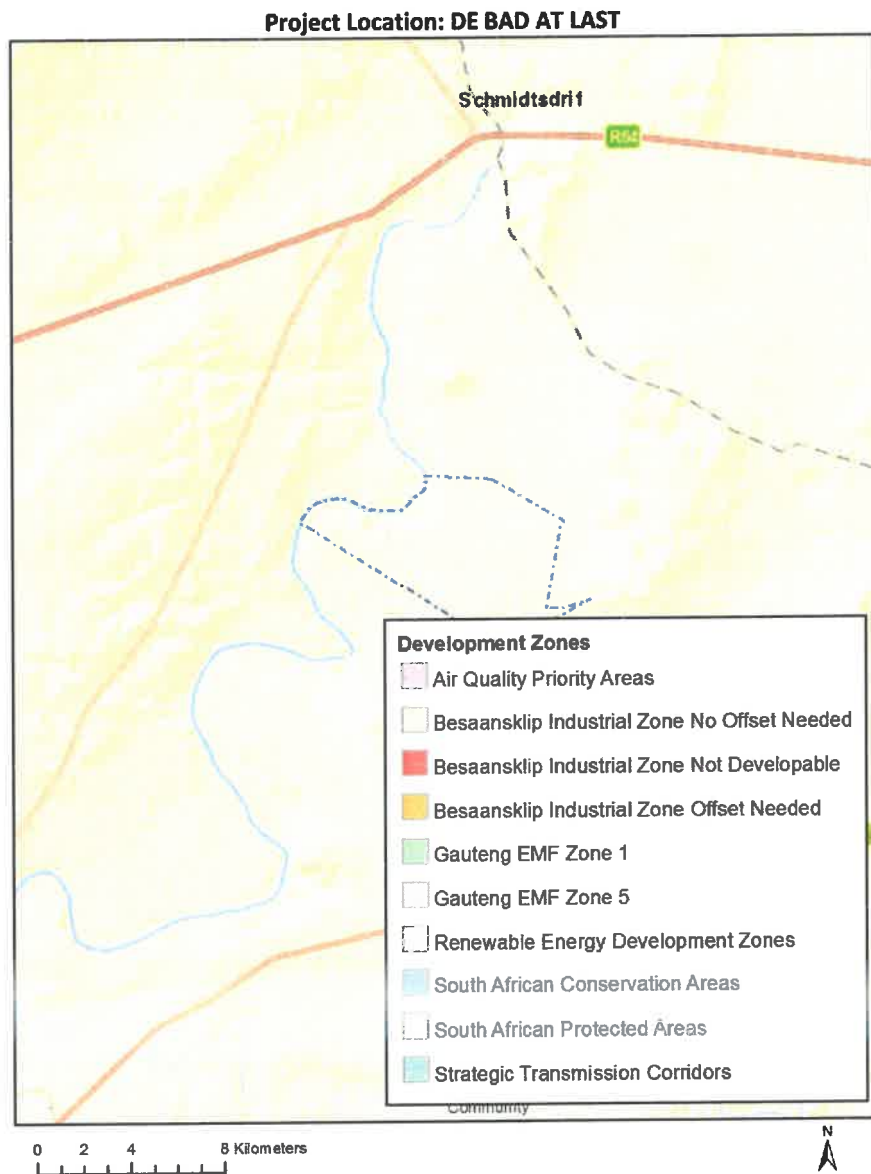 Project Location: DE BAD AT LAST
Schmidtsdrif
R64
Development Zones
Air Quality Priority Areas
Besaansklip Industrial Zone No Offset Needed
Besaansklip Industrial Zone Not Developable
Besaansklip Industrial Zone Offset Needed
Gauteng EMF Zone 1
Gauteng EMF Zone 5
Renewable Energy Development Zones
South African Conservation Areas
South African Protected Areas
Strategic Transmission Corridors
Community
0 2 4 8 Kilometers
N